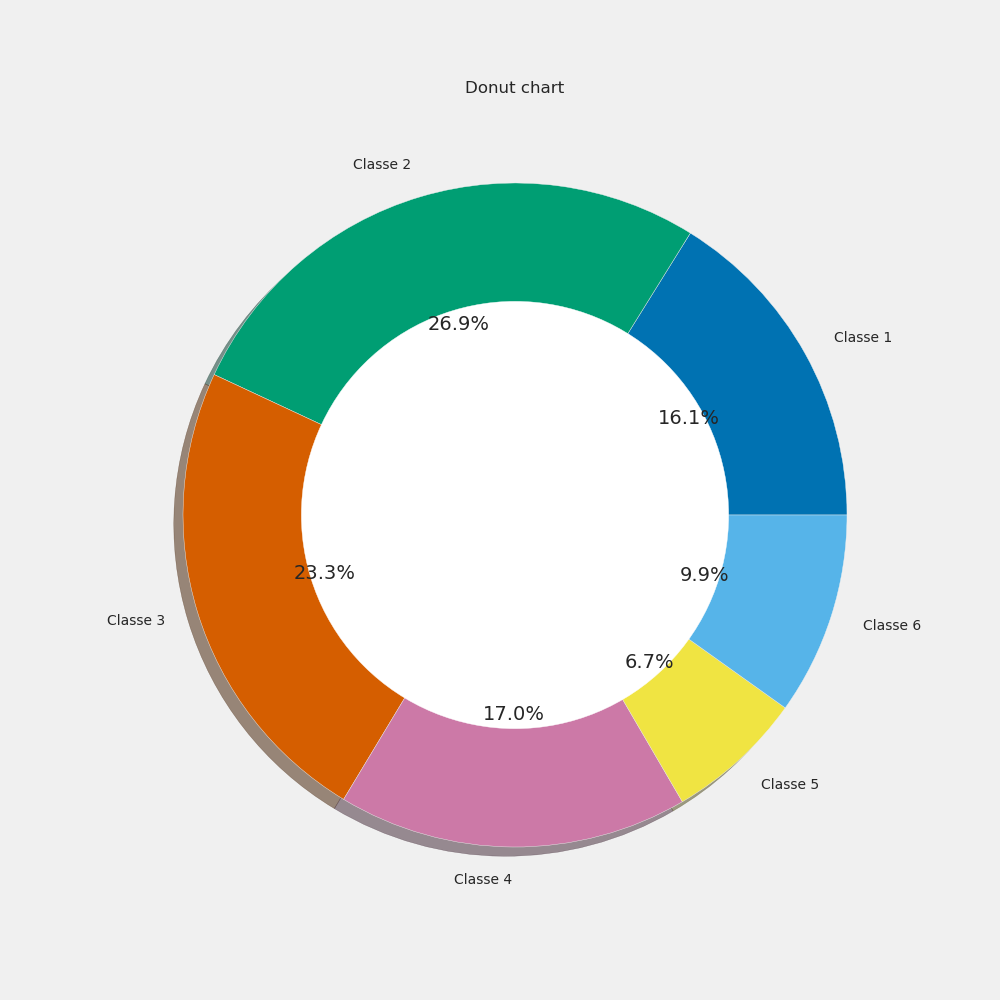 Donut chart
Classe 2
26.9%
Classe 1
16.1%
23.3%
9.9%
Classe 3
Classe 6
6.7%
17.0%
Classe 5
Classe 4